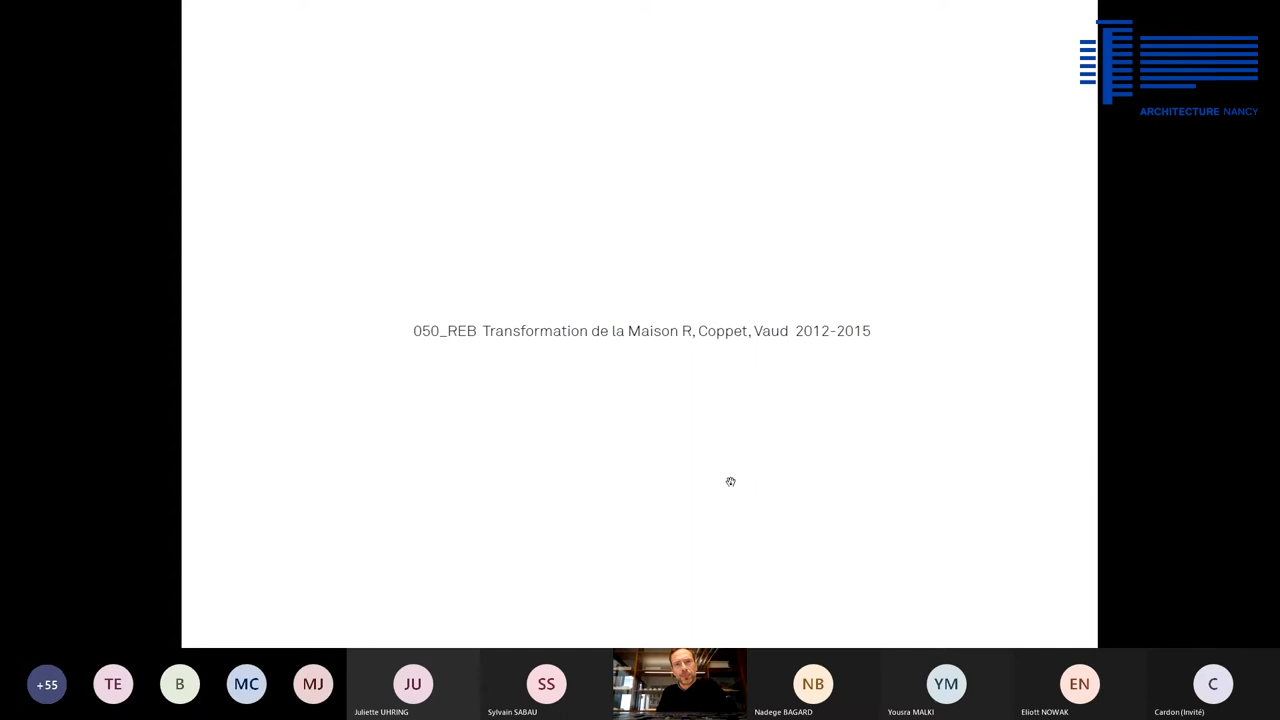 ARCHITECTURE NANCY
050_REB Transformation de la Maison R, Coppet, Vaud 2012-2015
+55
TE
B
MC
MJ
JU
SS
NB
YM
EN
C
Juliette UHRING
Sylvain SABAU
Nadege BAGARD
Yousra MALKI
Eliott NOWAK
Cardon (Invité)